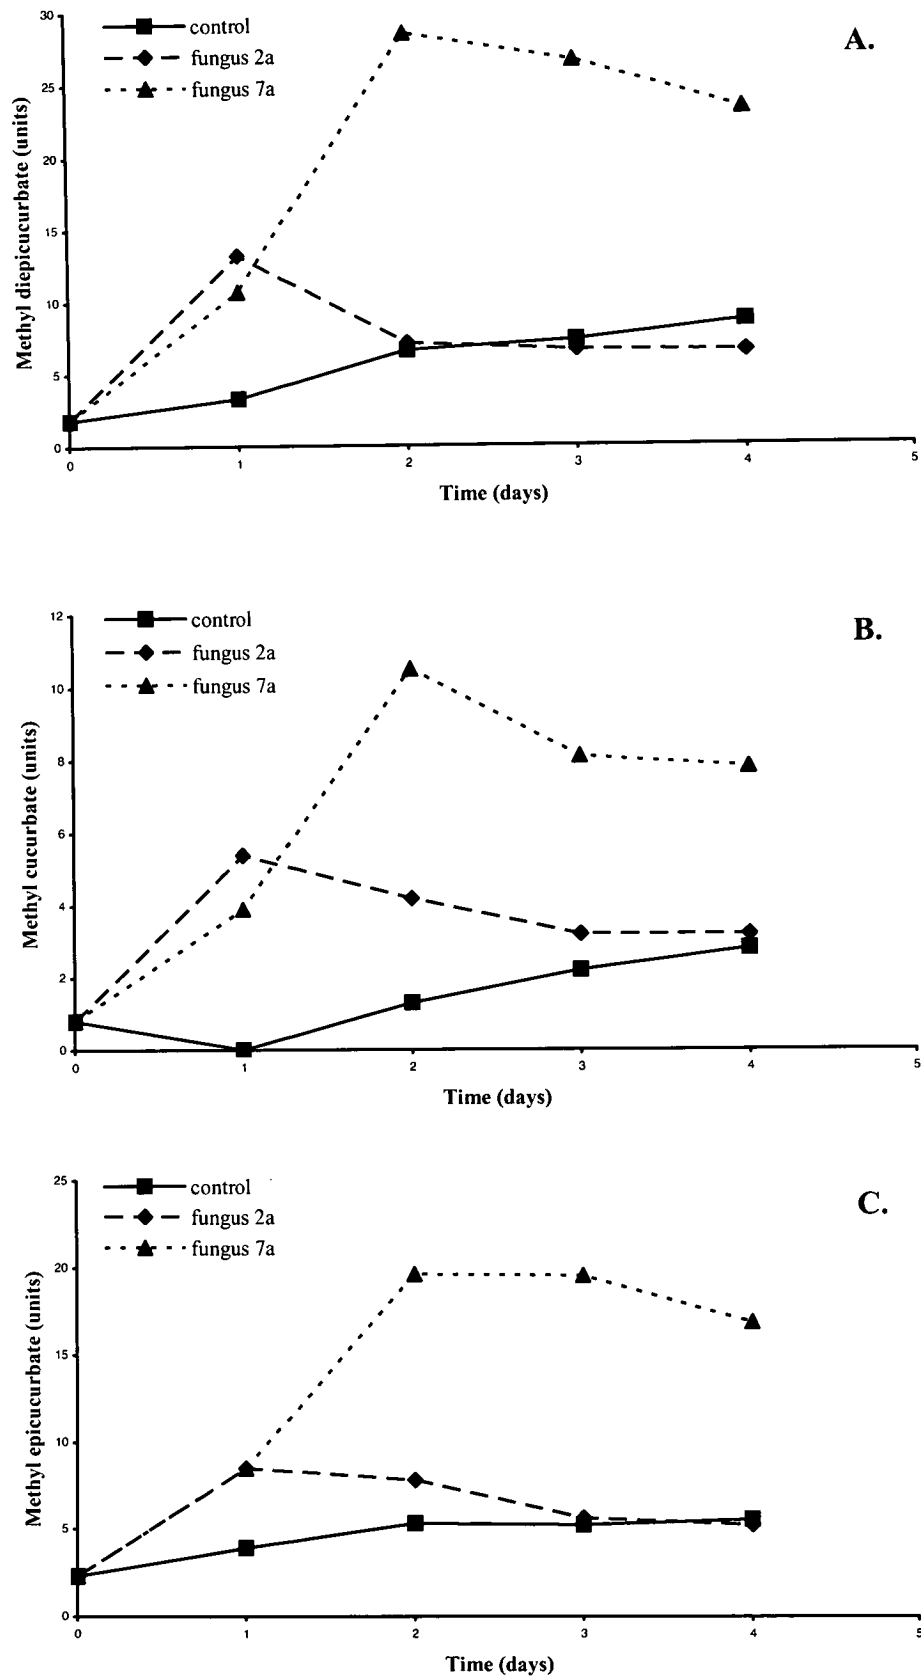 30
control
A.
fungus 2a
fungus 7a
25
20
15
10
5
0
Methyl diepicucurbate (units)
0 1 2 3 4 5
Time (days)
12
control
B.
fungus 2a
fungus 7a
10
8
6
4
2
0
Methyl cucurbate (units)
0 1 2 3 4 5
Time (days)
25
control
C.
fungus 2a
fungus 7a
20
15
10
5
0
Methyl epicucurbate (units)
0 1 2 3 4 5
Time (days)